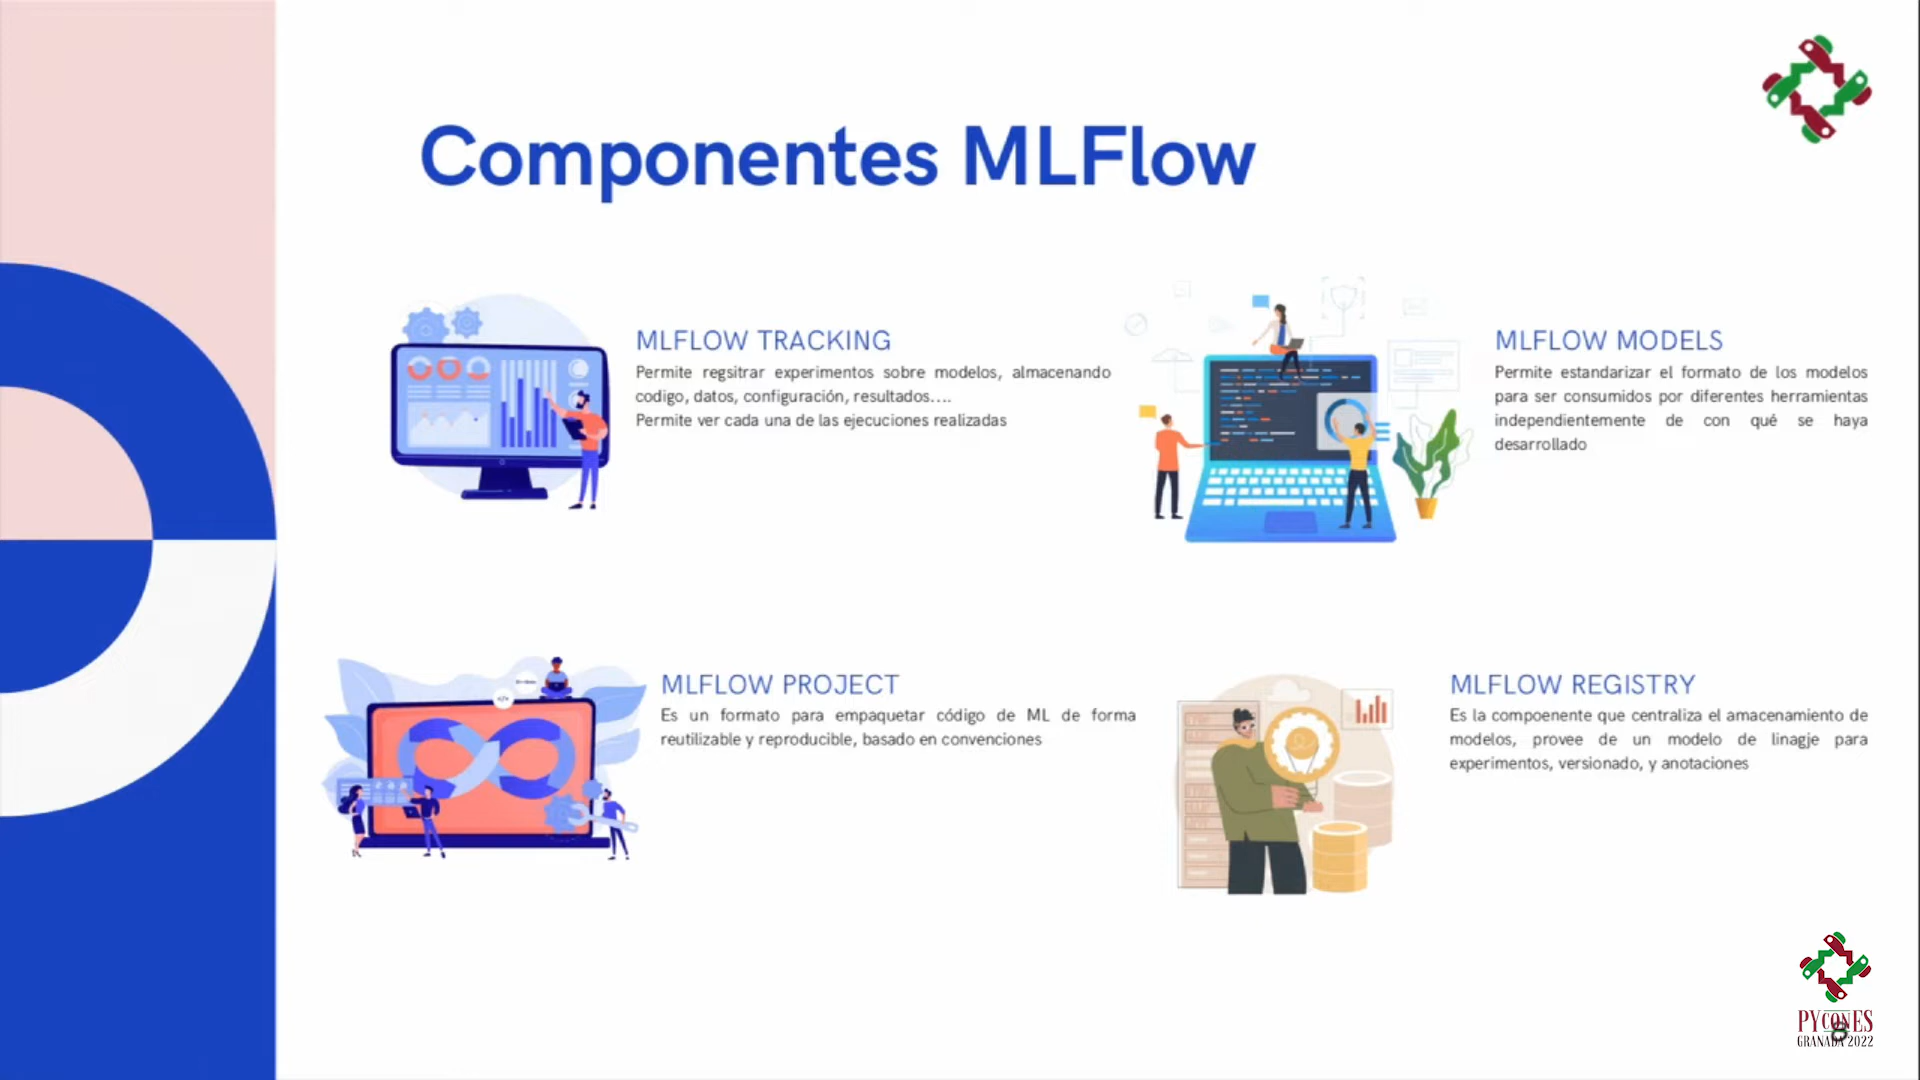 Componentes MLFlow
MLFLOW TRACKING
Permite regsitrar experimentos sobre modelos, almacenando
codigo, datos, configuración, resultados....
Permite ver cada una de las ejecuciones realizadas
MLFLOW MODELS
Permite estandarizar el formato de los modelos
para ser consumidos por diferentes herramientas
independientemente de con qué se haya
desarrollado
MLFLOW PROJECT
Es un formato para empaquetar código de ML de forma
reutilizable y reproducible, basado en convenciones
MLFLOW REGISTRY
Es la compoenente que centraliza el amacenamiento de
modelos, provee de un modelo de linagje para
experimentos, versionado, y anotaciones
PYCONES
8
GRANADA 2022